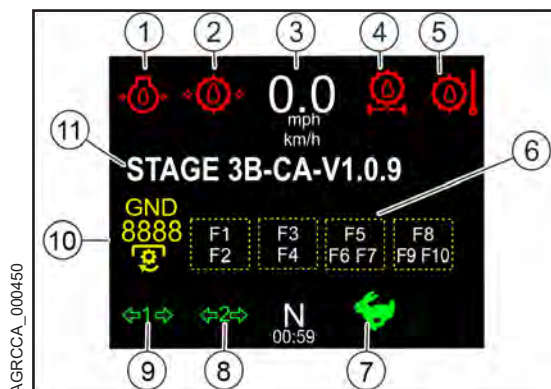 1 2 3 4 5
0.0
mph
km/h
11
STAGE 3B-CA-V1.0.9
6
GND
8888
10
F1 F3 F5 F8
F2 F4 F6 F7 F9 F10
1 2 N
00:59
9 8 7
AGRCCA_000450